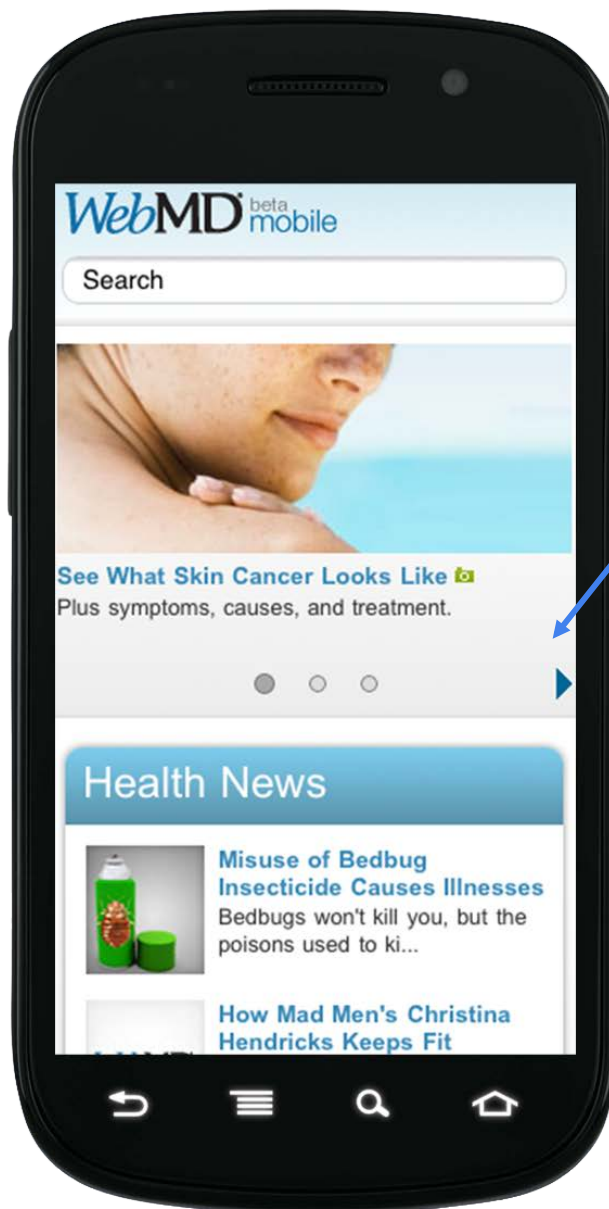 WebMD beta
mobile
Search
See What Skin Cancer Looks Like
Plus symptoms, causes, and treatment.
Health News
Misuse of Bedbug
Insecticide Causes Illnesses
Bedbugs won't kill you, but the
poisons used to ki...
How Mad Men's Christina
Hendricks Keeps Fit